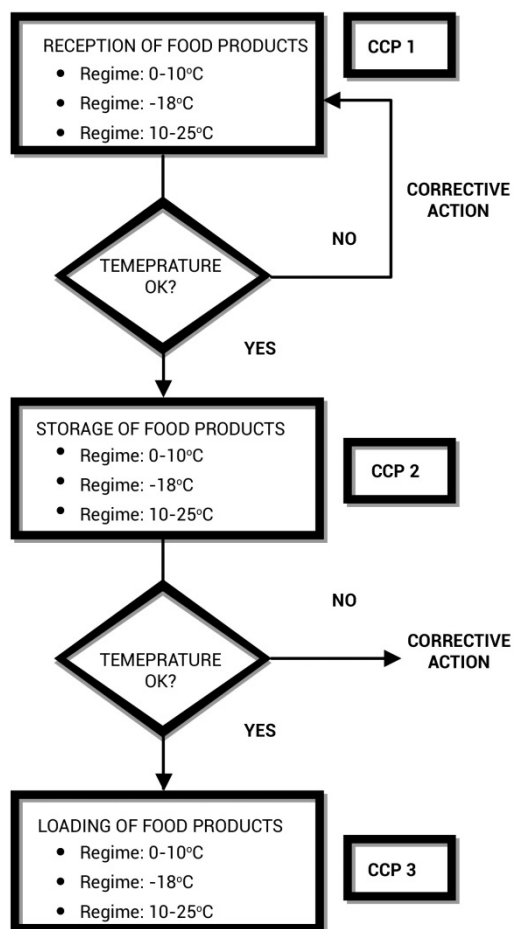 RECEPTION OF FOOD PRODUCTS
• Regime: 0-10°C
• Regime: -18°C
• Regime: 10-25°C
CCP 1
CORRECTIVE
ACTION
NO
TEMEPRATURE
OK?
YES
STORAGE OF FOOD PRODUCTS
• Regime: 0-10°C
• Regime: -18°C
• Regime: 10-25°C
CCP 2
NO
TEMEPRATURE
OK?
CORRECTIVE
ACTION
YES
LOADING OF FOOD PRODUCTS
• Regime: 0-10°C
• Regime: -18°C
• Regime: 10-25°C
CCP 3